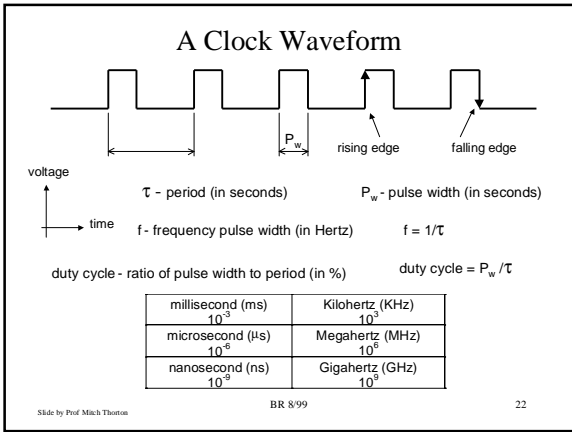 A Clock Waveform
P_w
rising edge
falling edge
voltage
time
τ - period (in seconds)
P_w - pulse width (in seconds)
f - frequency pulse width (in Hertz)
f = 1/τ
duty cycle - ratio of pulse width to period (in %)
duty cycle = P_w /τ
millisecond (ms)
10^-3
Kilohertz (KHz)
10^3
microsecond (μs)
10^-6
Megahertz (MHz)
10^6
nanosecond (ns)
10^-9
Gigahertz (GHz)
10^9
Slide by Prof Mitch Thorton
BR 8/99
22